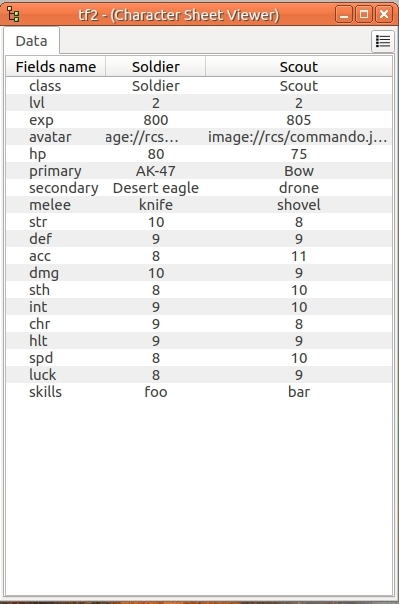 tf2 - (Character Sheet Viewer)
Data
Fields name Soldier Scout
class Soldier Scout
lvl 2 2
exp 800 805
avatar age://rcs... image://rcs/commando.j...
hp 80 75
primary AK-47 Bow
secondary Desert eagle drone
melee knife shovel
str 10 8
def 9 9
acc 8 11
dmg 10 9
sth 8 10
int 9 10
chr 9 8
hlt 9 9
spd 8 10
luck 8 9
skills foo bar